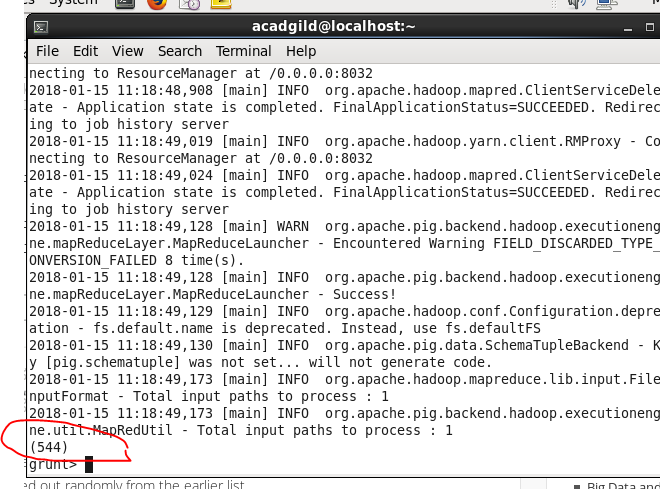 System
acadgild@localhost:~
File Edit View Search Terminal Help
necting to ResourceManager at /0.0.0.0:8032
2018-01-15 11:18:48,908 [main] INFO  org.apache.hadoop.mapred.ClientServiceDele
ate - Application state is completed. FinalApplicationStatus=SUCCEEDED. Redirec
ing to job history server
2018-01-15 11:18:49,019 [main] INFO  org.apache.hadoop.yarn.client.RMProxy - Co
necting to ResourceManager at /0.0.0.0:8032
2018-01-15 11:18:49,024 [main] INFO  org.apache.hadoop.mapred.ClientServiceDele
ate - Application state is completed. FinalApplicationStatus=SUCCEEDED. Redirec
ing to job history server
2018-01-15 11:18:49,128 [main] WARN  org.apache.pig.backend.hadoop.executioneng
ne.mapReduceLayer.MapReduceLauncher - Encountered Warning FIELD_DISCARDED_TYPE_
ONVERSION_FAILED 8 time(s).
2018-01-15 11:18:49,128 [main] INFO  org.apache.pig.backend.hadoop.executioneng
ne.mapReduceLayer.MapReduceLauncher - Success!
2018-01-15 11:18:49,129 [main] INFO  org.apache.hadoop.conf.Configuration.depre
ation - fs.default.name is deprecated. Instead, use fs.defaultFS
2018-01-15 11:18:49,130 [main] INFO  org.apache.pig.data.SchemaTupleBackend - K
y [pig.schematuple] was not set... will not generate code.
2018-01-15 11:18:49,173 [main] INFO  org.apache.hadoop.mapreduce.lib.input.File
nputFormat - Total input paths to process : 1
2018-01-15 11:18:49,173 [main] INFO  org.apache.pig.backend.hadoop.executioneng
ne.util.MapRedUtil - Total input paths to process : 1
(544)
grunt>
ed out randomly from the earlier list
Big Data and